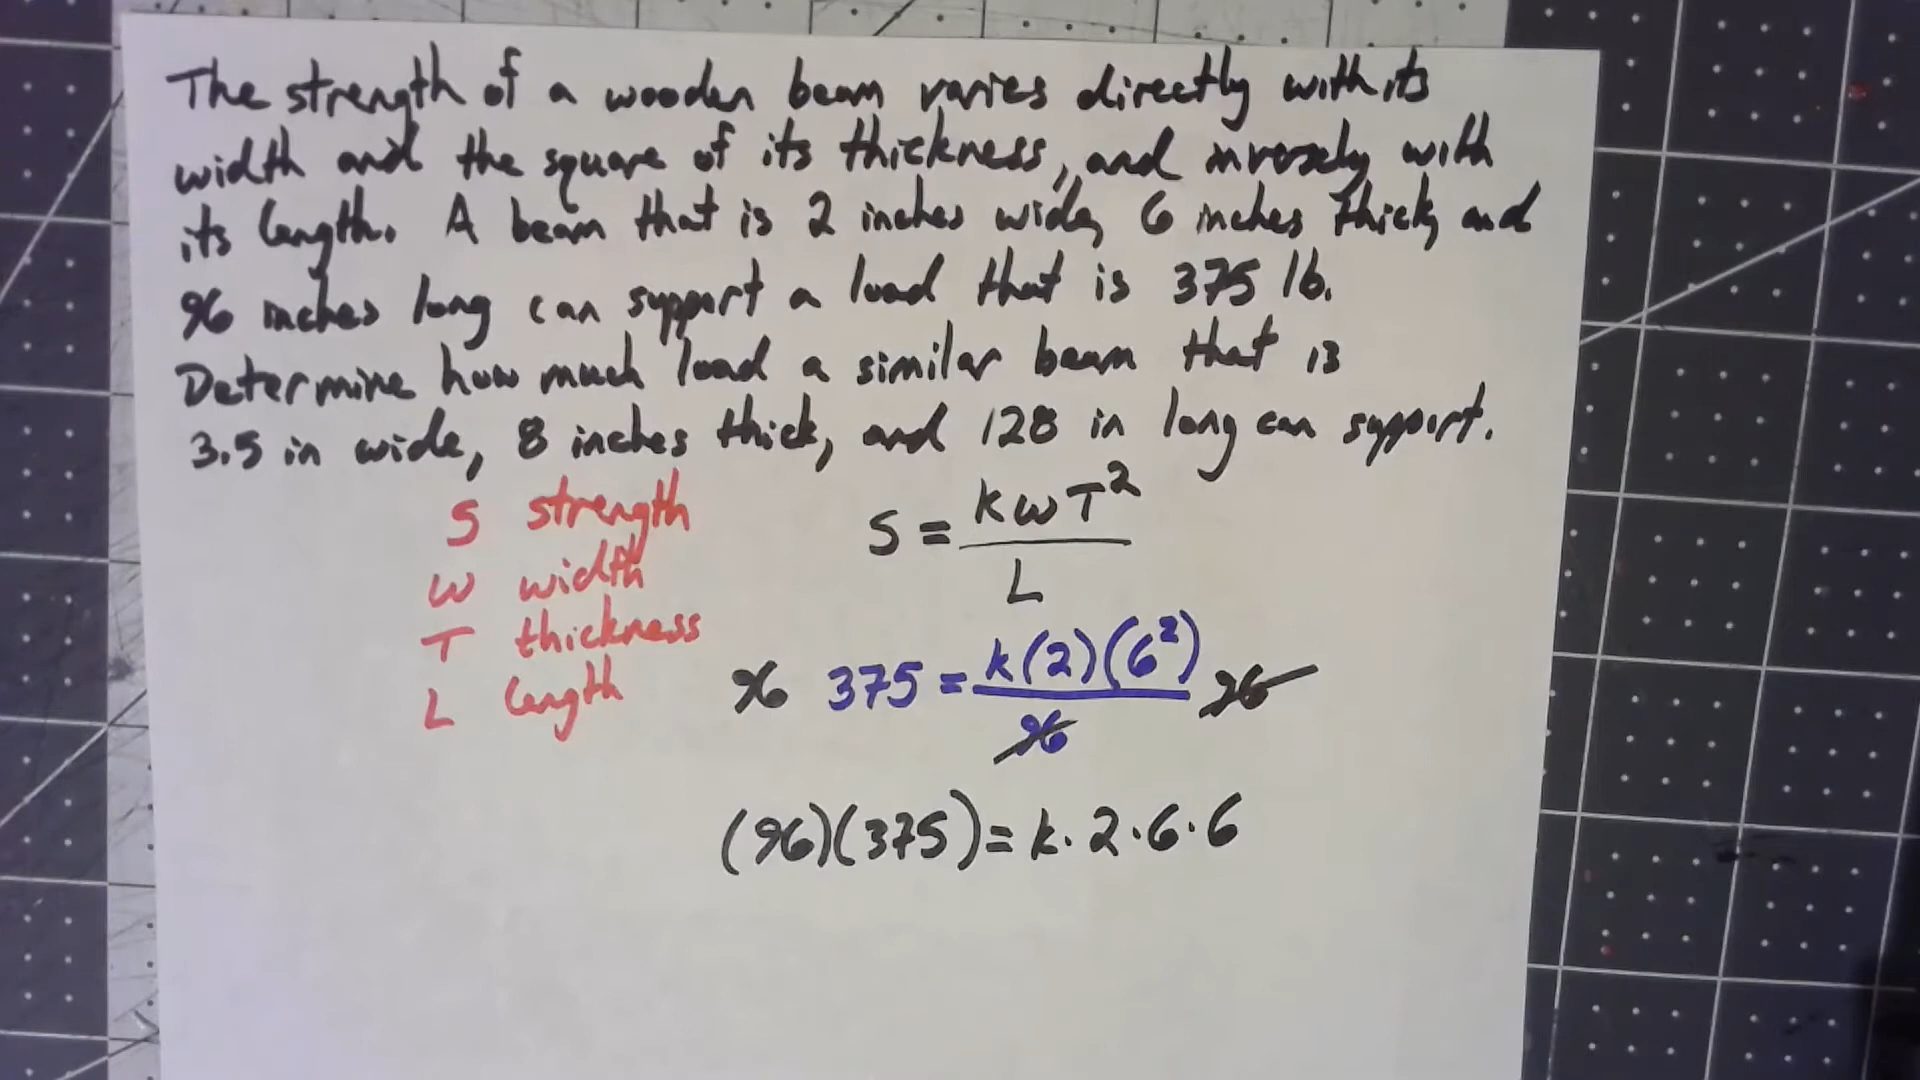 The strength of a wooden beam varies directly with its
width and the square of its thickness, and inversely with
its length. A beam that is 2 inches wide, 6 inches thick, and
96 inches long can support a load that is 375 lb.
Determine how much load a similar beam that is
3.5 in wide, 8 inches thick, and 128 in long can support.
S strength
W width
T thickness
L length
S = kwT²/L
96 375 = k(2)(6²)/96 96
(96)(375) = k·2·6·6